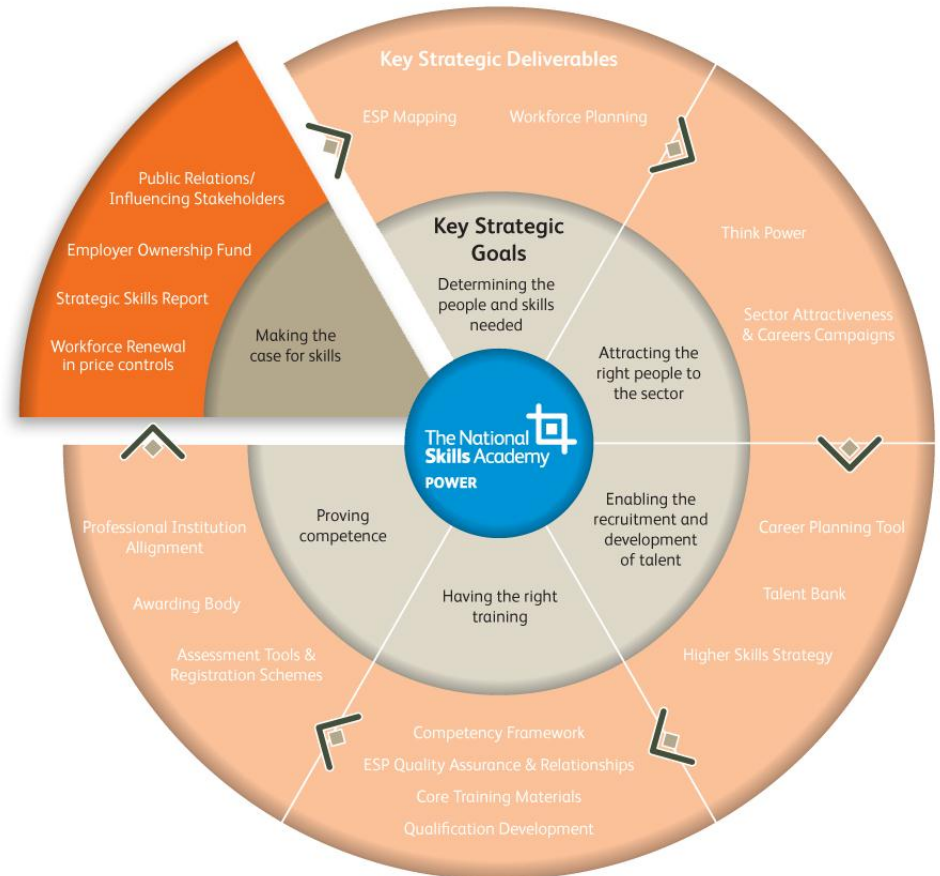 Key Strategic Deliverables
ESP Mapping
Workforce Planning
Key Strategic
Goals
Determining the
people and skills
needed
Think Power
Sector Attractiveness
& Careers Campaigns
Attracting the
right people to
the sector
Career Planning Tool
Talent Bank
Higher Skills Strategy
Enabling the
recruitment and
development
of talent
Having the right
training
Competency Framework
ESP Quality Assurance & Relationships
Core Training Materials
Qualification Development
Proving
competence
Professional Institution
Allignment
Awarding Body
Assessment Tools &
Registration Schemes
Public Relations/
Influencing Stakeholders
Employer Ownership Fund
Strategic Skills Report
Workforce Renewal
in price controls
Making the
case for skills
The National
Skills Academy
POWER